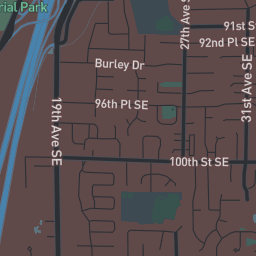 rial Park
27th Ave S
91st S
92nd Pl SE
Burley Dr
31st Ave SE
96th Pl SE
19th Ave SE
100th St SE